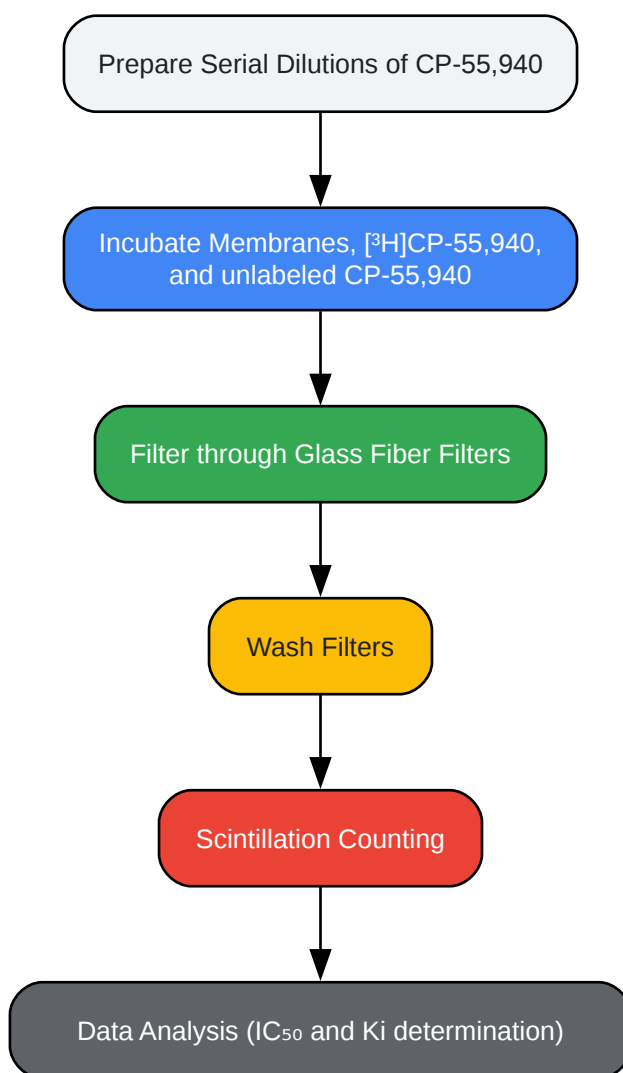 Prepare Serial Dilutions of CP-55,940
Incubate Membranes, [³H]CP-55,940,
and unlabeled CP-55,940
Filter through Glass Fiber Filters
Wash Filters
Scintillation Counting
Data Analysis (IC₅₀ and Ki determination)